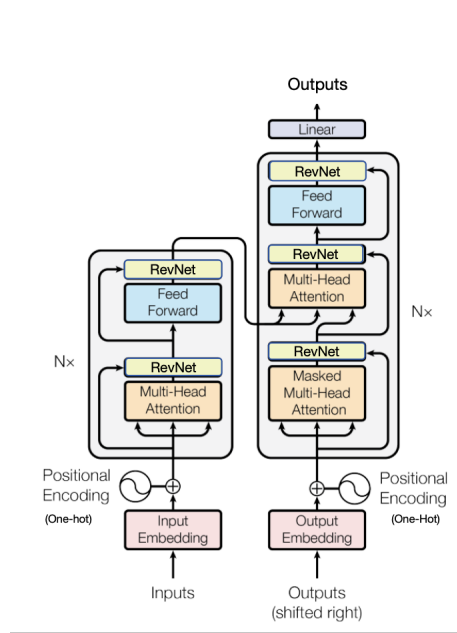 Outputs
Linear
RevNet
Feed
Forward
RevNet
Multi-Head
Attention
RevNet
Masked
Multi-Head
Attention
N×
RevNet
Feed
Forward
RevNet
Multi-Head
Attention
N×
Positional
Encoding
(One-hot)
Positional
Encoding
(One-Hot)
Input
Embedding
Output
Embedding
Inputs
Outputs
(shifted right)